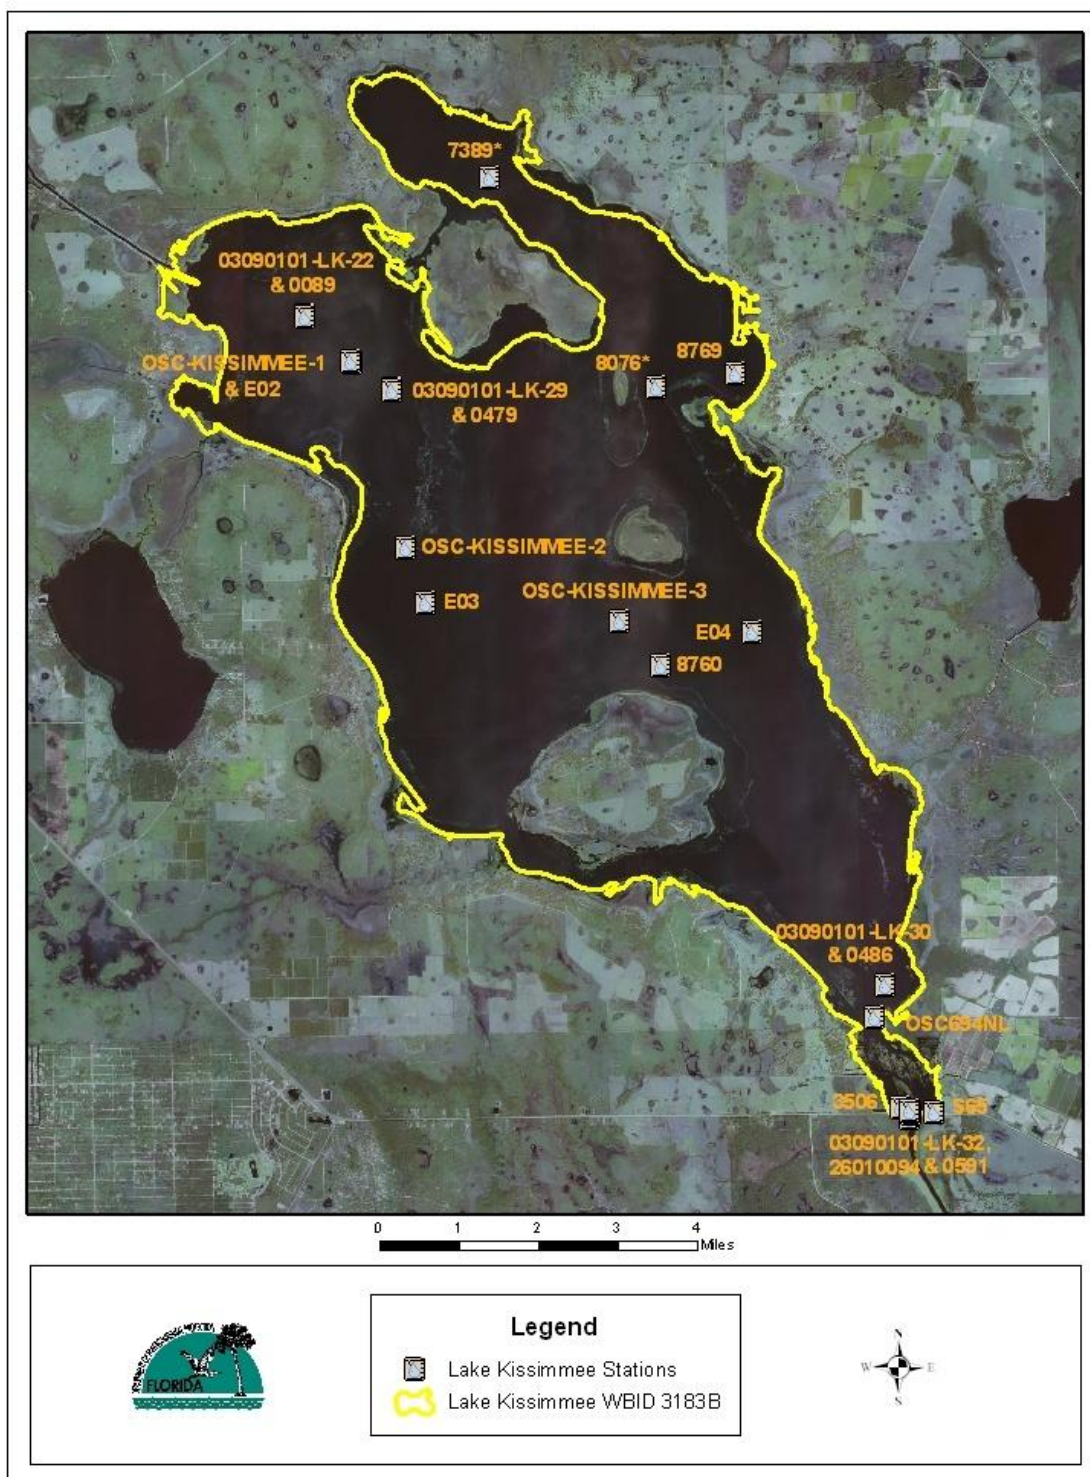 7389*
03090101-LK-22
& 0089
OSC-KISSIMMEE-1
& E02
03090101-LK-29
& 0479
8076*
8769
OSC-KISSIMMEE-2
E03
OSC-KISSIMMEE-3
E04
8760
03090101-LK-30
& 0486
OSC694NL
3506
S65
03090101-LK-32,
26010094 & 0591
0 1 2 3 4
Miles
FLORIDA
Legend
Lake Kissimmee Stations
Lake Kissimmee WBID 3183B
N
W E
S